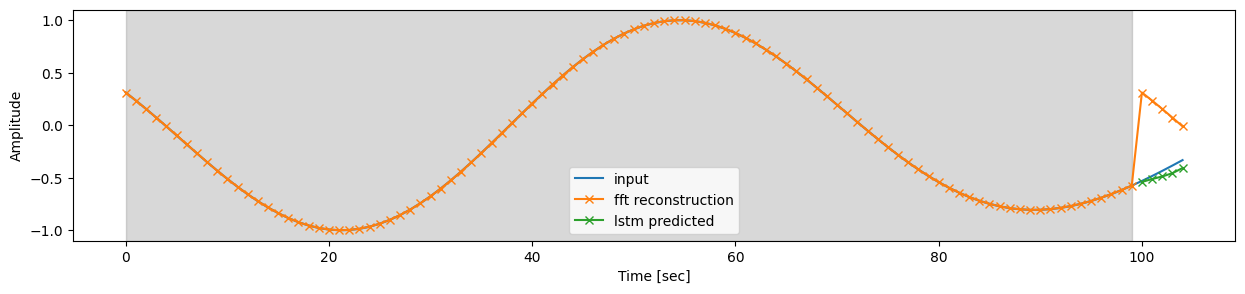 Amplitude
1.0
0.5
0.0
−0.5
−1.0
input
fft reconstruction
lstm predicted
0 20 40 60 80 100
Time [sec]